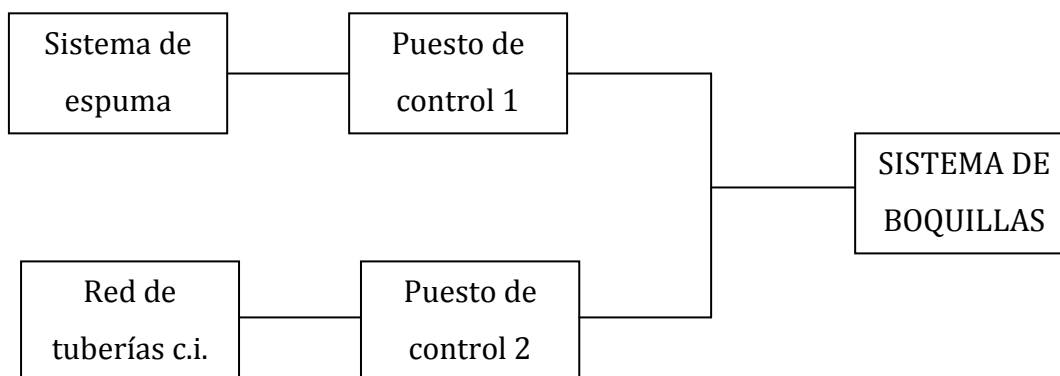 Sistema de
espuma
Puesto de
control 1
SISTEMA DE
BOQUILLAS
Red de
tuberías c.i.
Puesto de
control 2